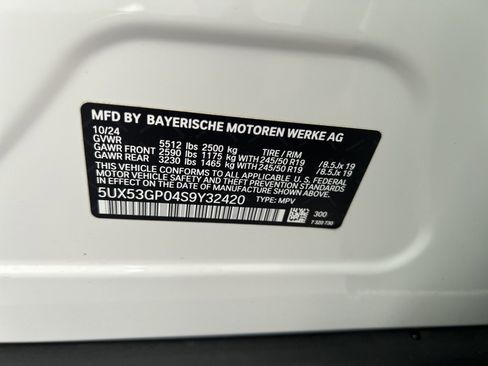 MFD BY BAYERISCHE MOTOREN WERKE AG
10/24
GVWR 5512 lbs 2500 kg TIRE / RIM
GAWR FRONT 2590 lbs 1175 kg WITH 245/50 R19 /8.5Jx 19
GAWR REAR 3230 lbs 1465 kg WITH 245/50 R19 /8.5Jx 19
THIS VEHICLE CONFORMS TO ALL APPLICABLE U. S. FEDERAL
MOTOR VEHICLE SAFETY STANDARDS IN EFFECT ON
THE DATE OF MANUFACTURE SHOWN ABOVE.
5UX53GP04S9Y32420 TYPE: MPV
300
7 320 730